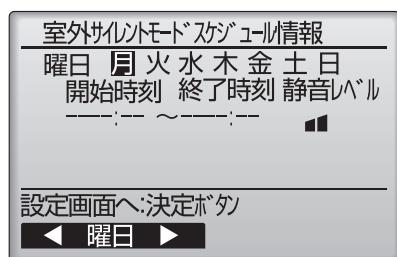 室外サイレントモードスケジュール情報
曜日 月 火 水 木 金 土 日
開始時刻 終了時刻 静音レベル
--:-- ～--:--
設定画面へ:決定ボタン
◀ 曜日 ▶